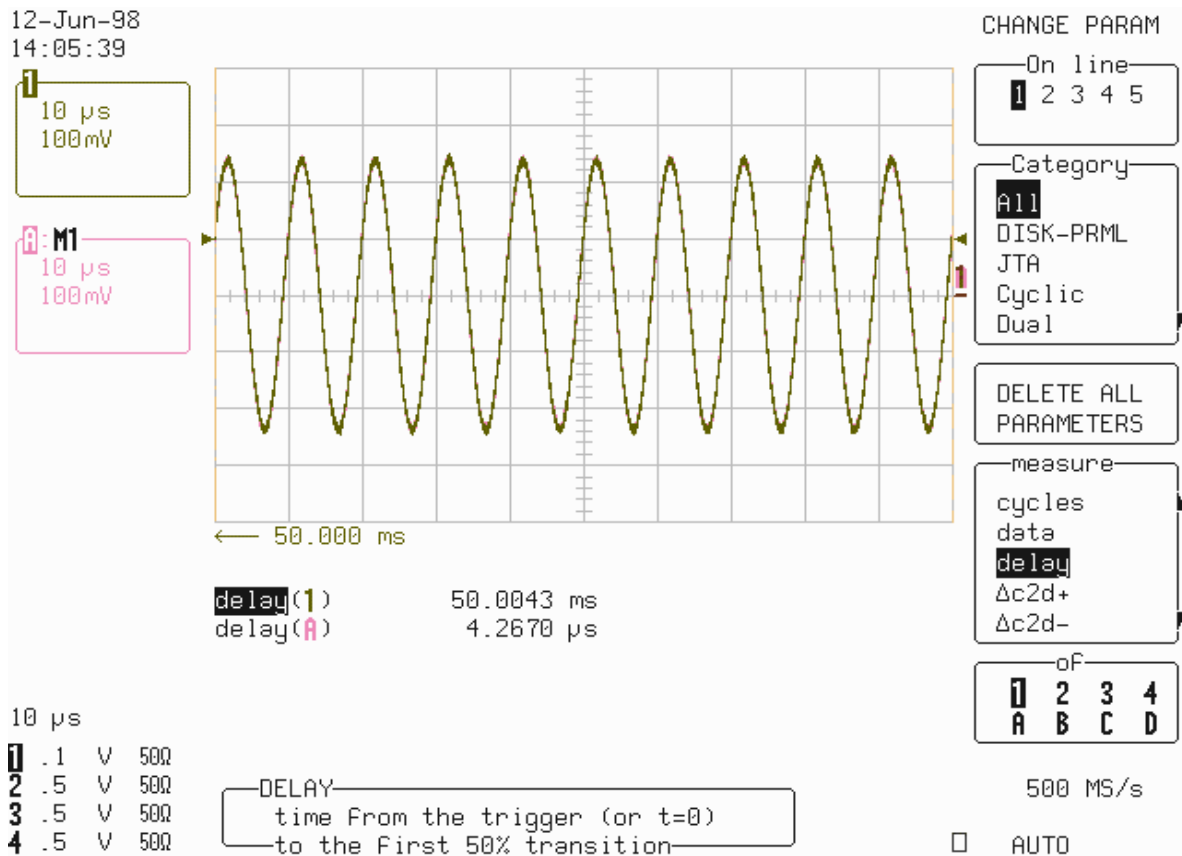 12-Jun-98
14:05:39
CHANGE PARAM
1
10 µs
100mV
A:M1
10 µs
100mV
On line
1 2 3 4 5
Category
All
DISK-PRML
JTA
Cyclic
Dual
1
DELETE ALL
PARAMETERS
measure
cycles
data
delay
Δc2d+
Δc2d-
of
1 2 3 4
A B C D
← 50.000 ms
delay(1) 50.0043 ms
delay(A) 4.2670 µs
10 µs
1 .1 V 50Ω
2 .5 V 50Ω
3 .5 V 50Ω
4 .5 V 50Ω
DELAY
time from the trigger (or t=0)
to the first 50% transition
500 MS/s
AUTO